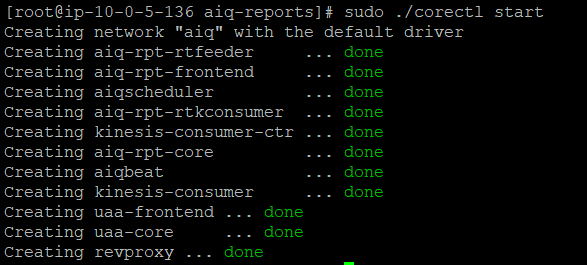 [root@ip-10-0-5-136 aiq-reports]# sudo ./corectl start
Creating network "aiq" with the default driver
Creating aiq-rpt-rtfeeder     ... done
Creating aiq-rpt-frontend     ... done
Creating aiqscheduler         ... done
Creating aiq-rpt-rtkconsumer  ... done
Creating kinesis-consumer-ctr ... done
Creating aiq-rpt-core         ... done
Creating aiqbeat              ... done
Creating kinesis-consumer     ... done
Creating uaa-frontend ... done
Creating uaa-core     ... done
Creating revproxy ... done